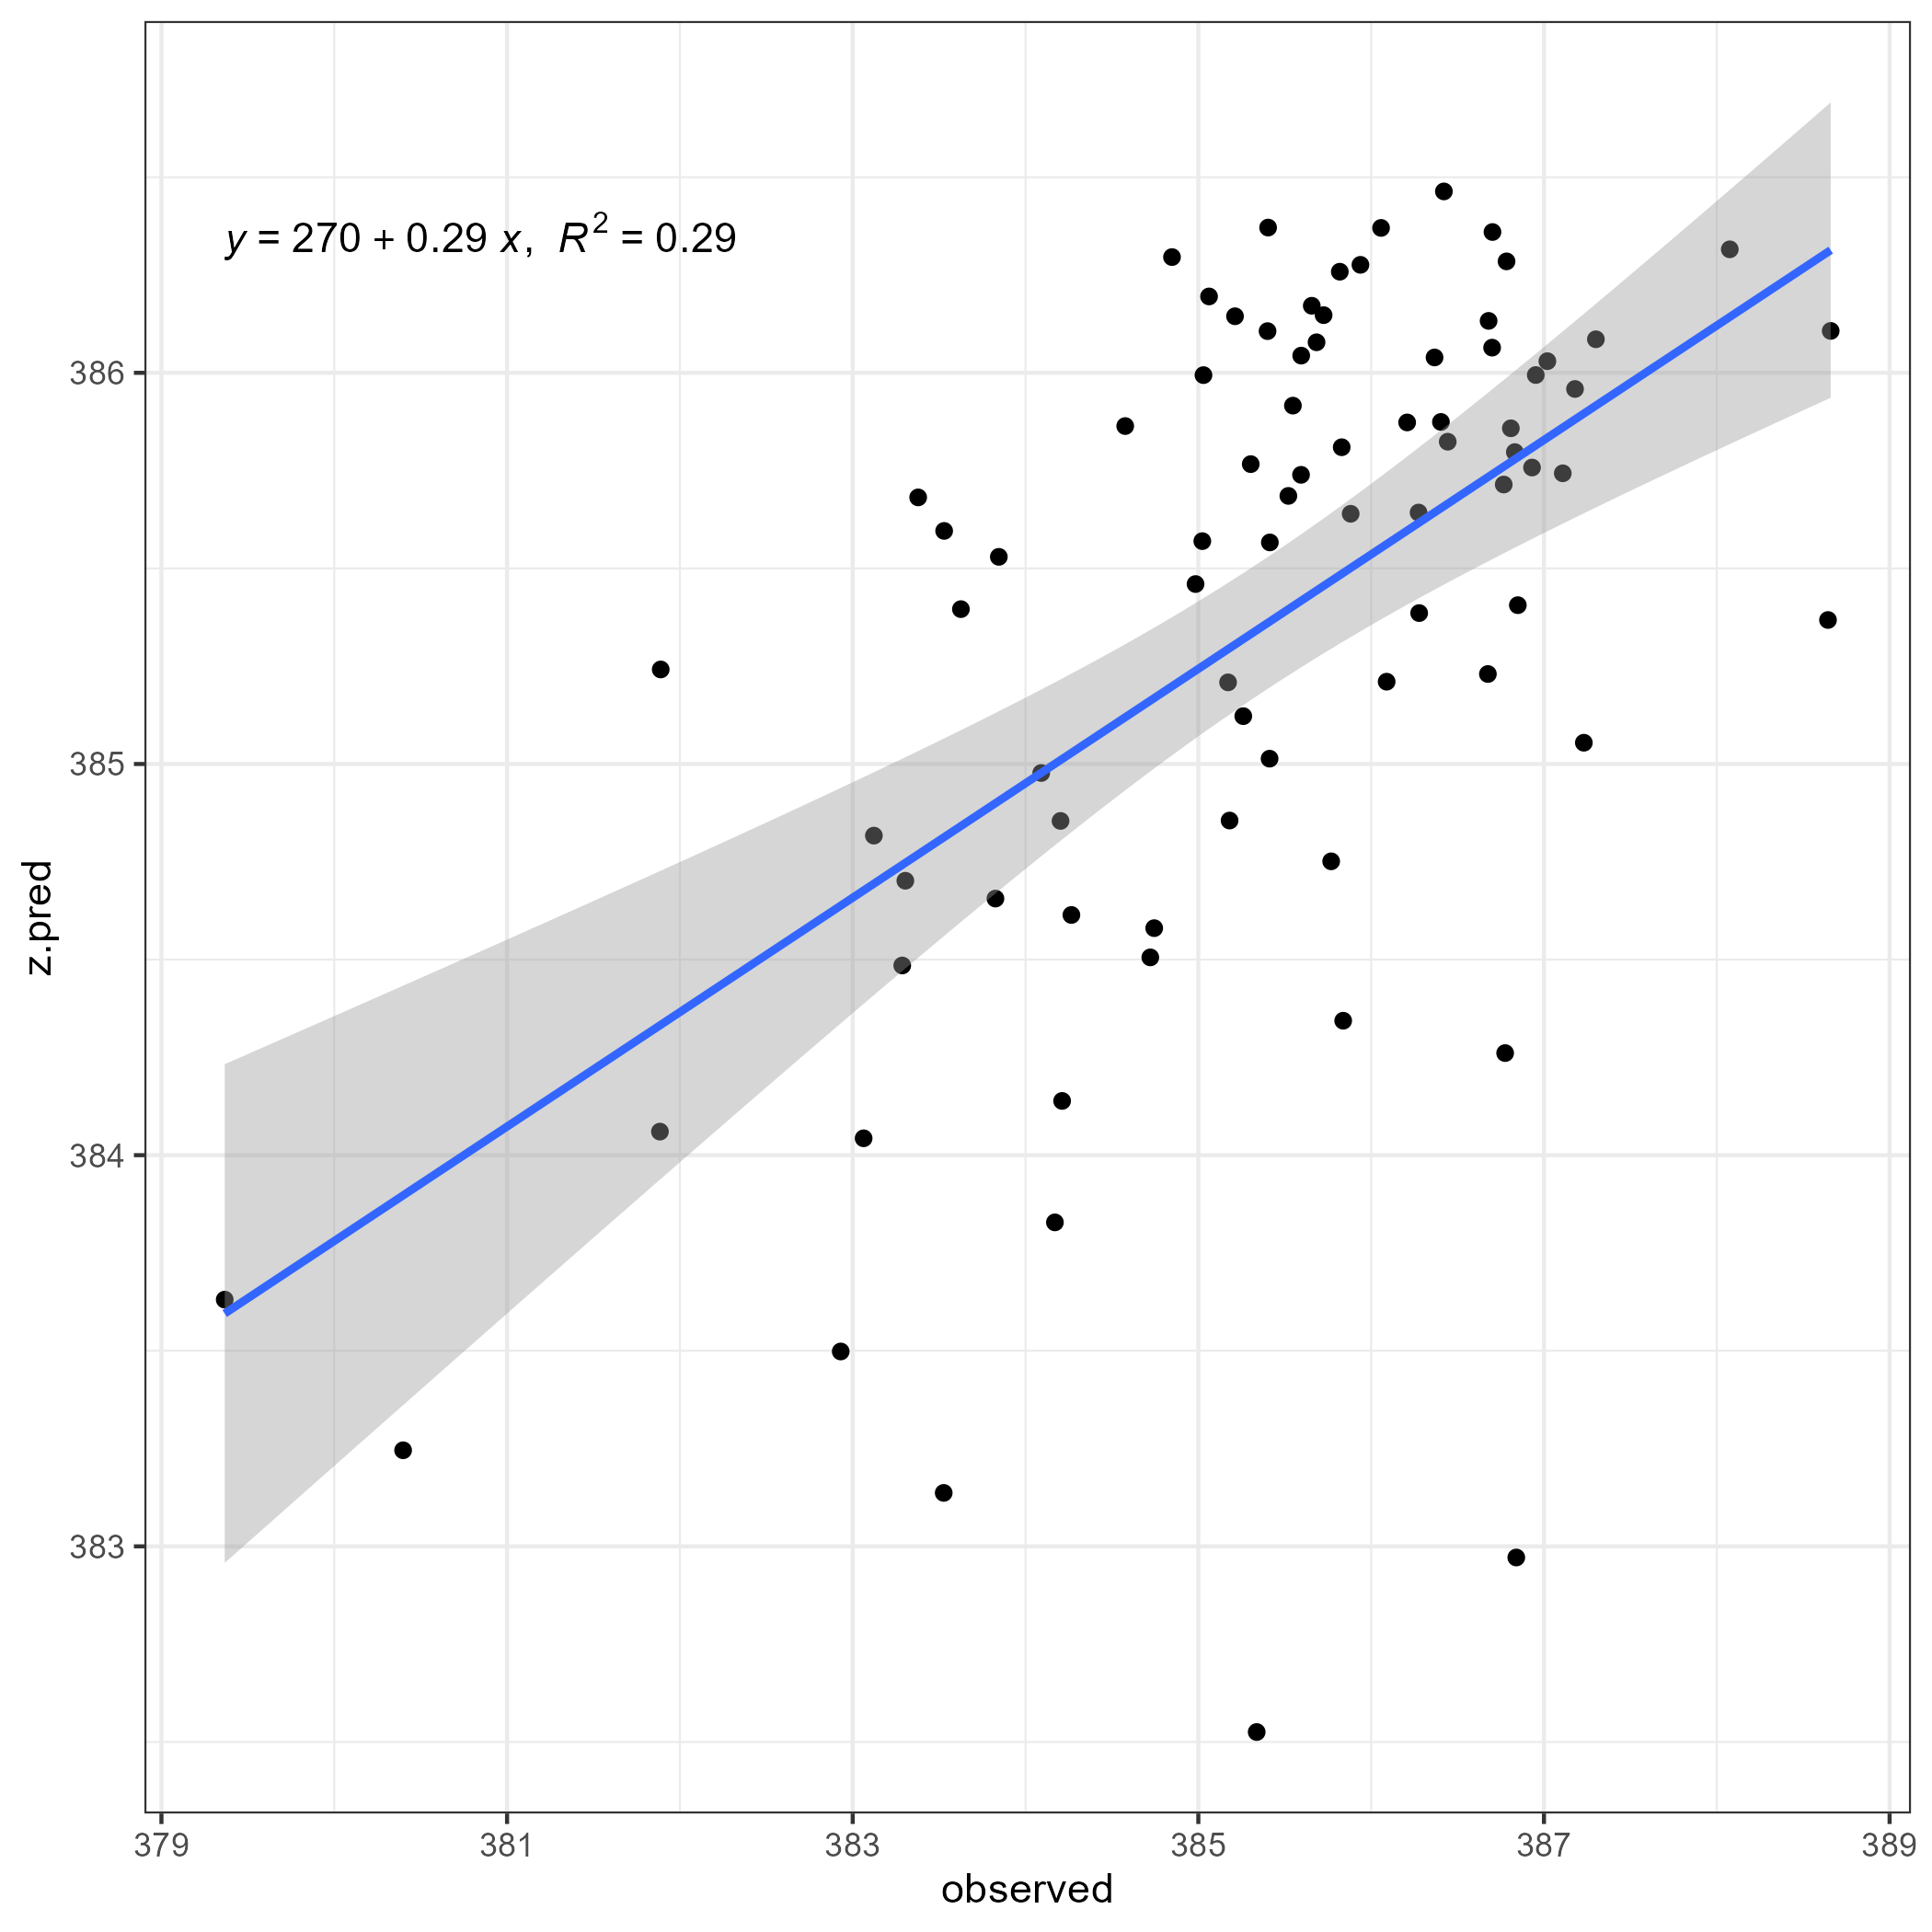 y = 270 + 0.29 x, R² = 0.29
386
385
384
383
z.pred
379 381 383 385 387 389
observed